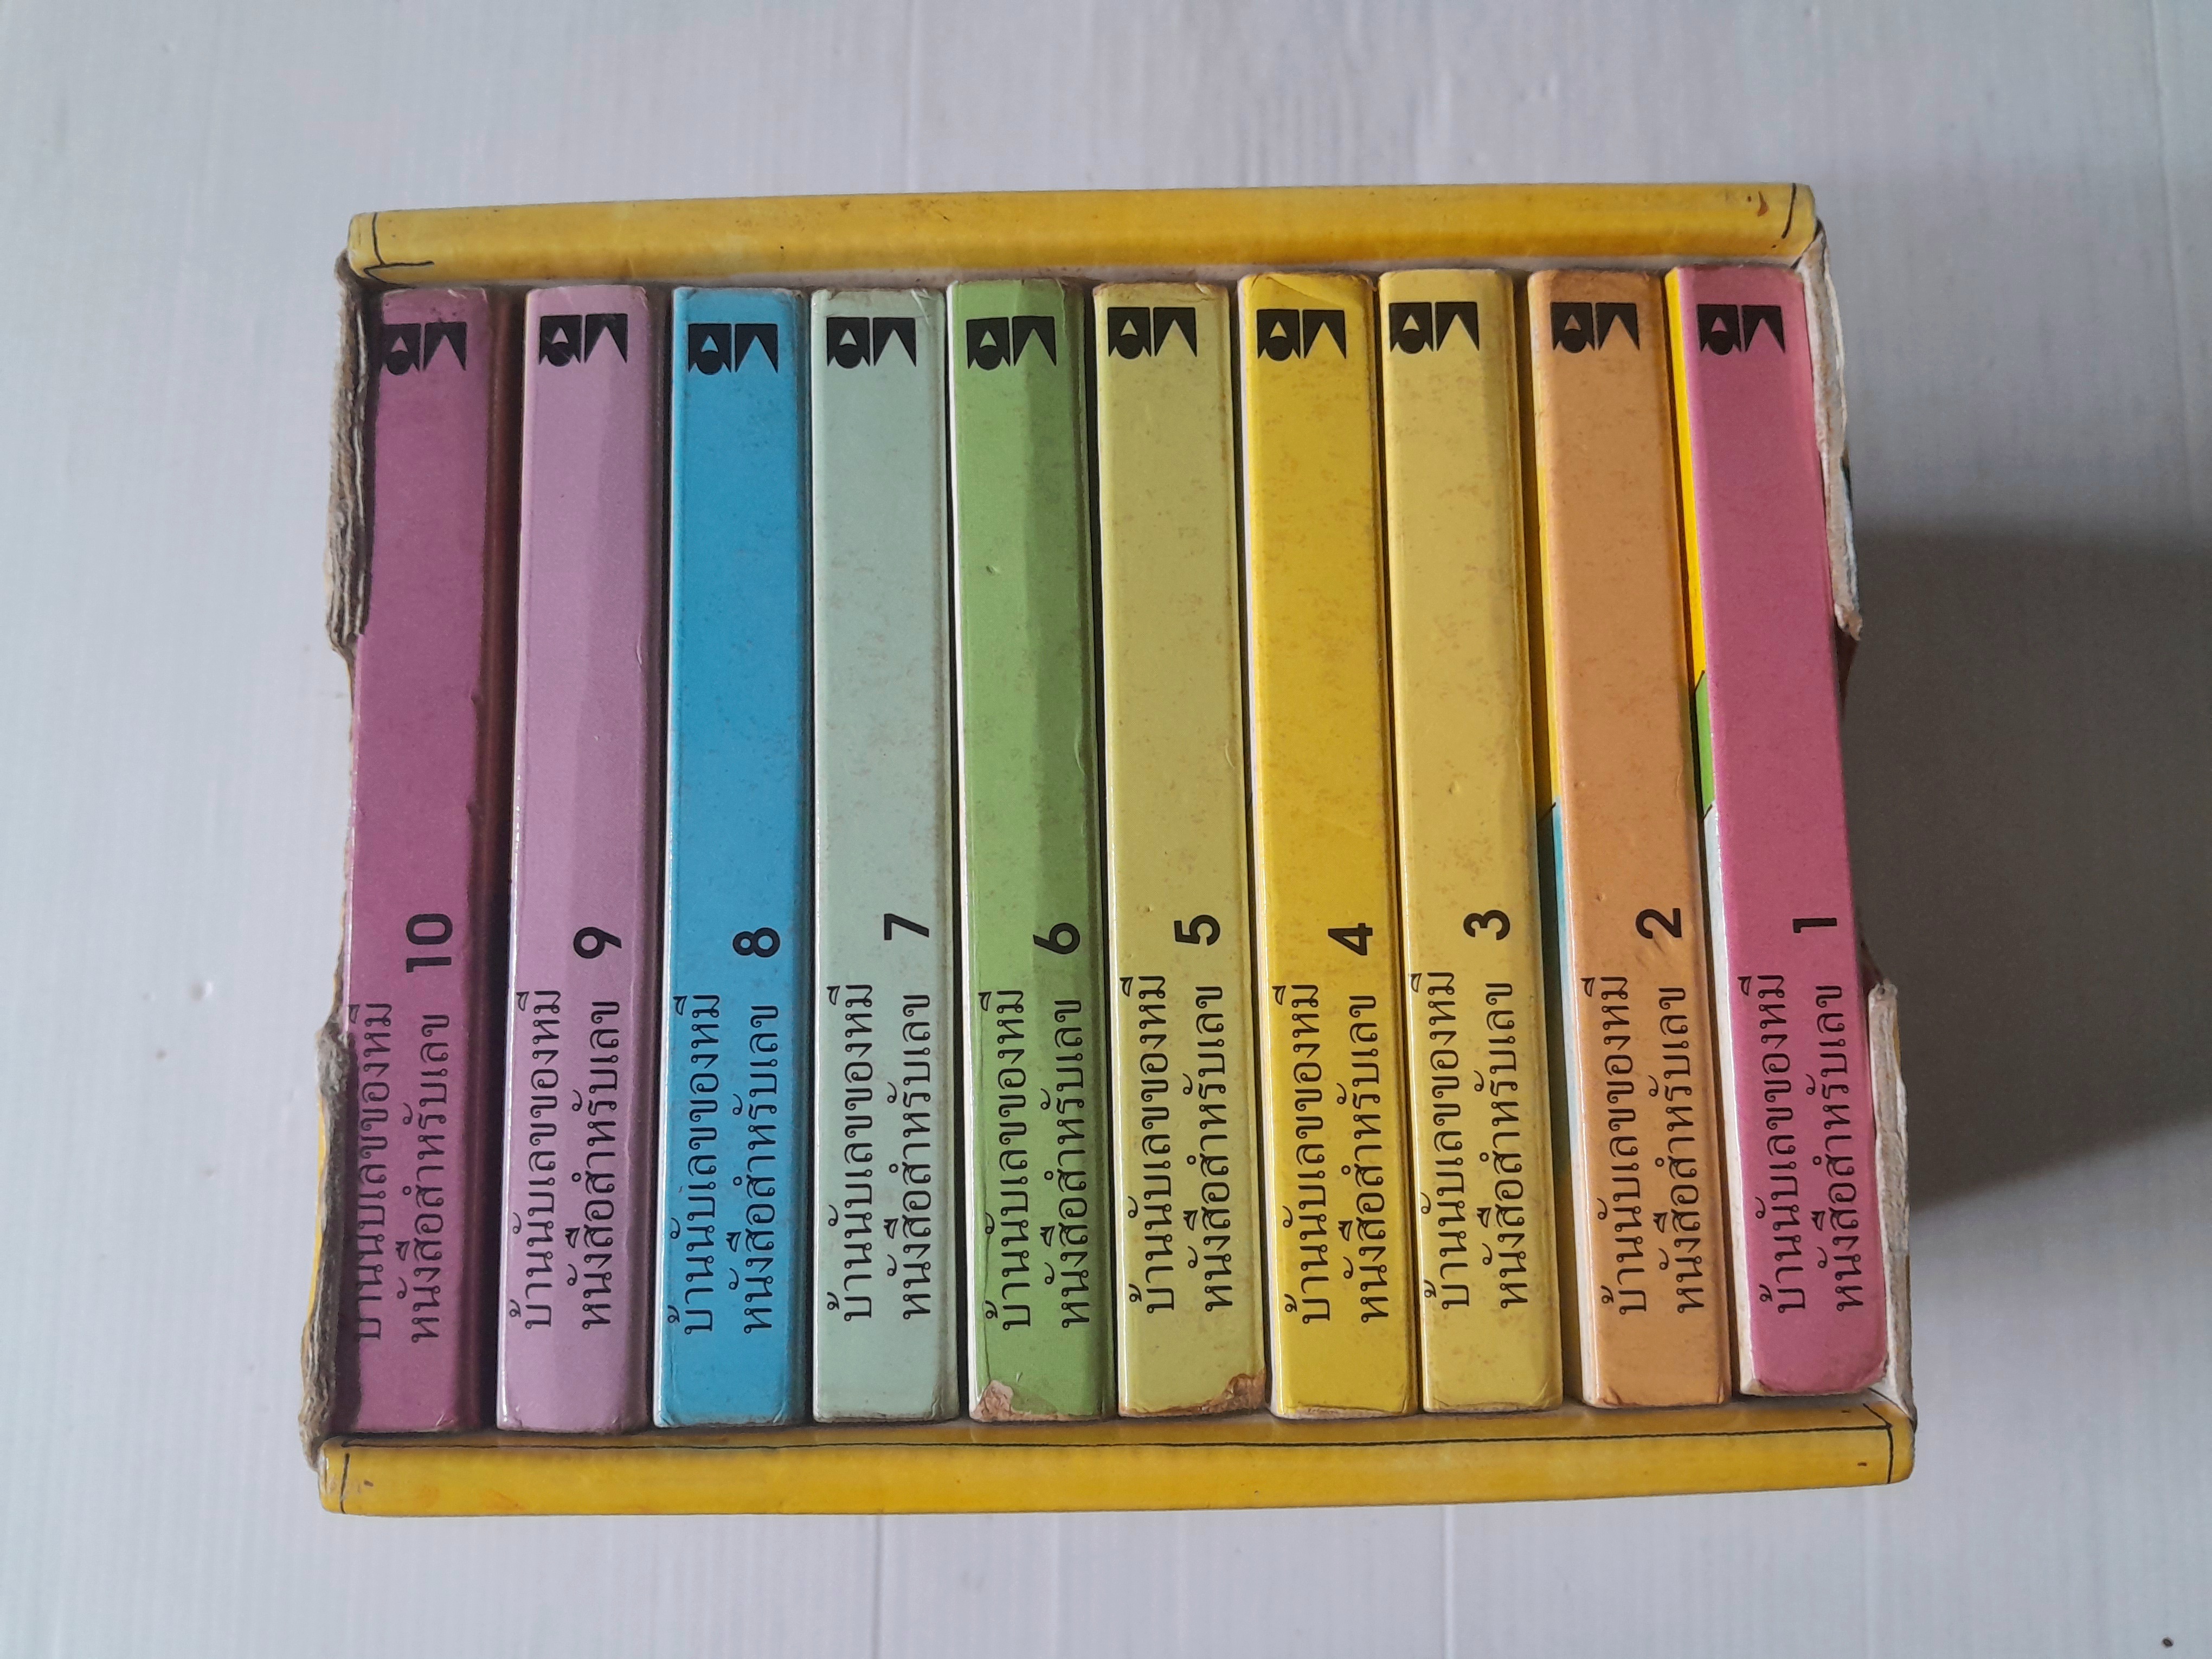 บ้านนับเลขของหมี
หนังสือสำหรับเลข 10
บ้านนับเลขของหมี
หนังสือสำหรับเลข 9
บ้านนับเลขของหมี
หนังสือสำหรับเลข 8
บ้านนับเลขของหมี
หนังสือสำหรับเลข 7
บ้านนับเลขของหมี
หนังสือสำหรับเลข 6
บ้านนับเลขของหมี
หนังสือสำหรับเลข 5
บ้านนับเลขของหมี
หนังสือสำหรับเลข 4
บ้านนับเลขของหมี
หนังสือสำหรับเลข 3
บ้านนับเลขของหมี
หนังสือสำหรับเลข 2
บ้านนับเลขของหมี
หนังสือสำหรับเลข 1